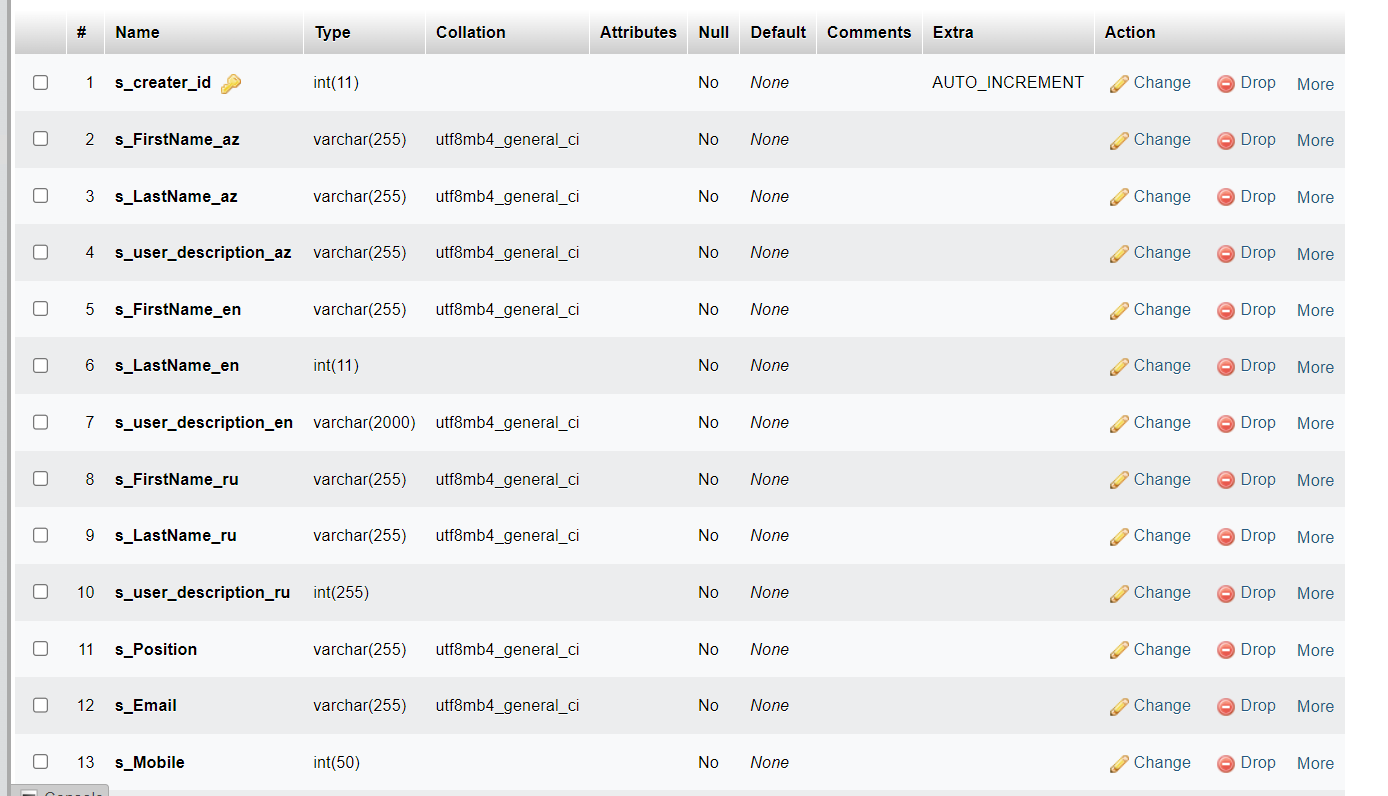 # Name Type Collation Attributes Null Default Comments Extra Action
1 s_creater_id int(11) No None AUTO_INCREMENT Change Drop More
2 s_FirstName_az varchar(255) utf8mb4_general_ci No None Change Drop More
3 s_LastName_az varchar(255) utf8mb4_general_ci No None Change Drop More
4 s_user_description_az varchar(255) utf8mb4_general_ci No None Change Drop More
5 s_FirstName_en varchar(255) utf8mb4_general_ci No None Change Drop More
6 s_LastName_en int(11) No None Change Drop More
7 s_user_description_en varchar(2000) utf8mb4_general_ci No None Change Drop More
8 s_FirstName_ru varchar(255) utf8mb4_general_ci No None Change Drop More
9 s_LastName_ru varchar(255) utf8mb4_general_ci No None Change Drop More
10 s_user_description_ru int(255) No None Change Drop More
11 s_Position varchar(255) utf8mb4_general_ci No None Change Drop More
12 s_Email varchar(255) utf8mb4_general_ci No None Change Drop More
13 s_Mobile int(50) No None Change Drop More
Console